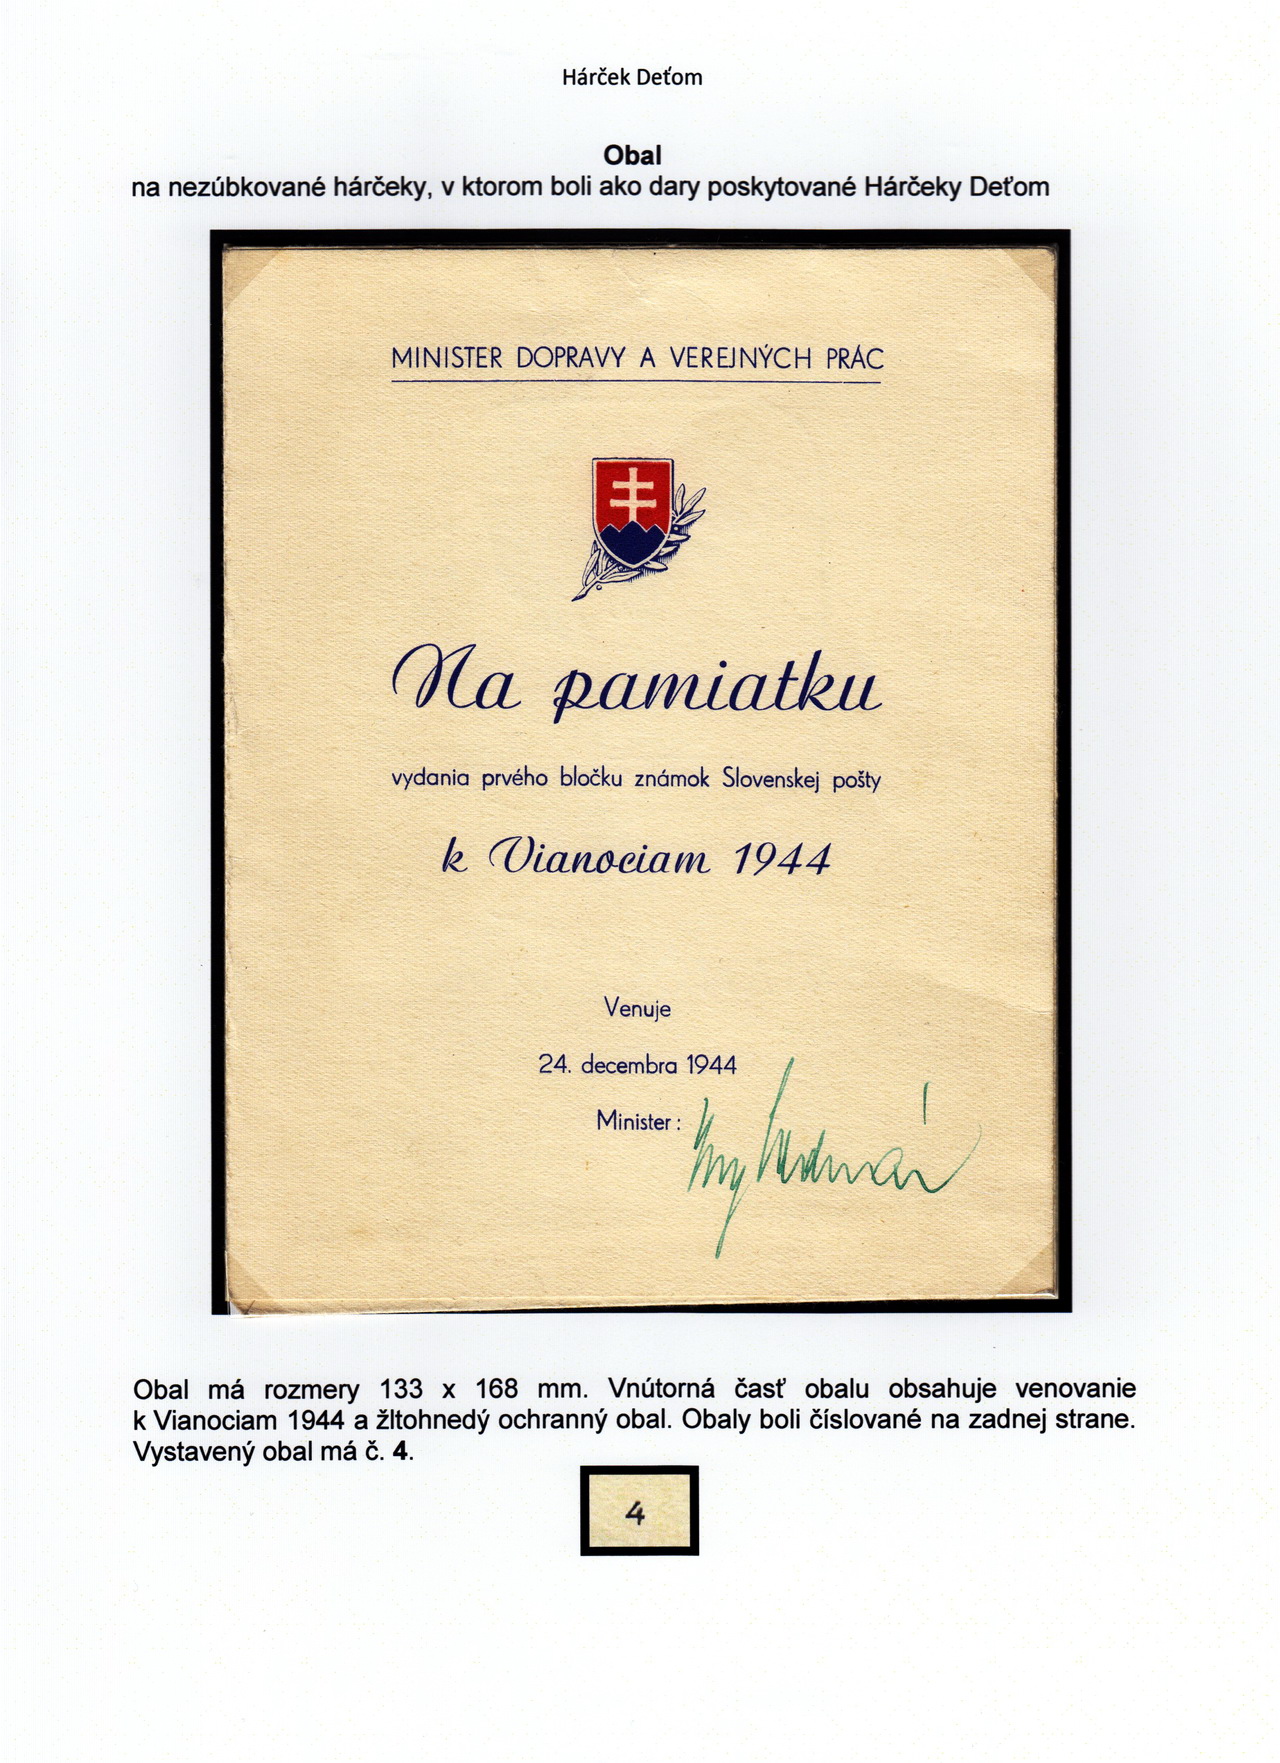 Hárček Deťom
Obal
na nezúbkované hárčeky, v ktorom boli ako dary poskytované Hárčeky Deťom
MINISTER DOPRAVY A VEREJNÝCH PRÁC
Na pamiatku
vydania prvého bločku známok Slovenskej pošty
k Vianociam 1944
Venuje
24. decembra 1944
Minister:
Obal má rozmery 133 x 168 mm. Vnútorná časť obalu obsahuje venovanie
k Vianociam 1944 a žltohnedý ochranný obal. Obaly boli číslované na zadnej strane.
Vystavený obal má č. 4.
4